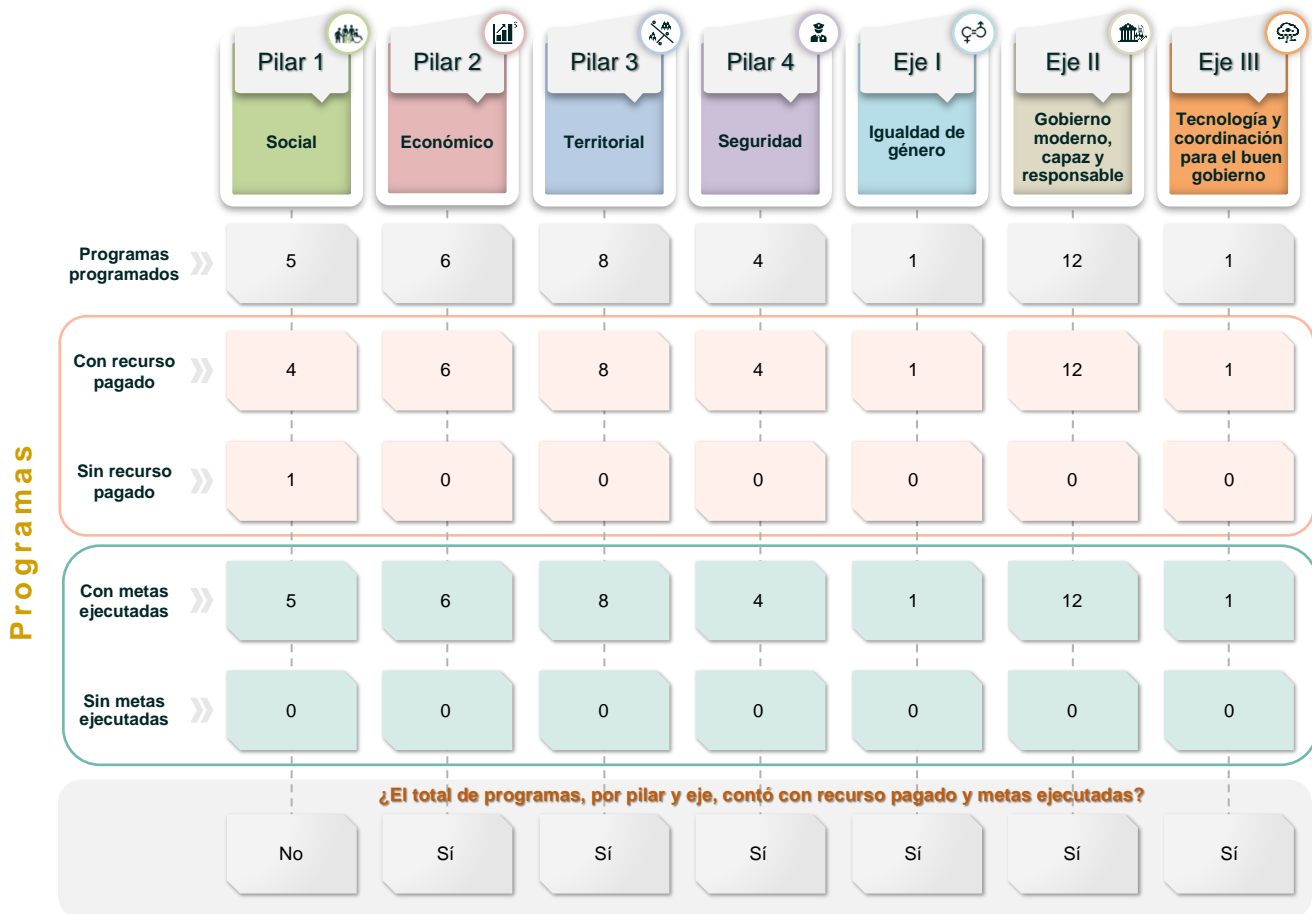 Pilar 1
Pilar 2
Pilar 3
Pilar 4
Eje I
Eje II
Eje III
Social
Económico
Territorial
Seguridad
Igualdad de
género
Gobierno
moderno,
capaz y
responsable
Tecnología y
coordinación
para el buen
gobierno
Programas
Programas
programados
5 6 8 4 1 12 1
Con recurso
pagado
4 6 8 4 1 12 1
Sin recurso
pagado
1 0 0 0 0 0 0
Con metas
ejecutadas
5 6 8 4 1 12 1
Sin metas
ejecutadas
0 0 0 0 0 0 0
¿El total de programas, por pilar y eje, contó con recurso pagado y metas ejecutadas?
No Sí Sí Sí Sí Sí Sí